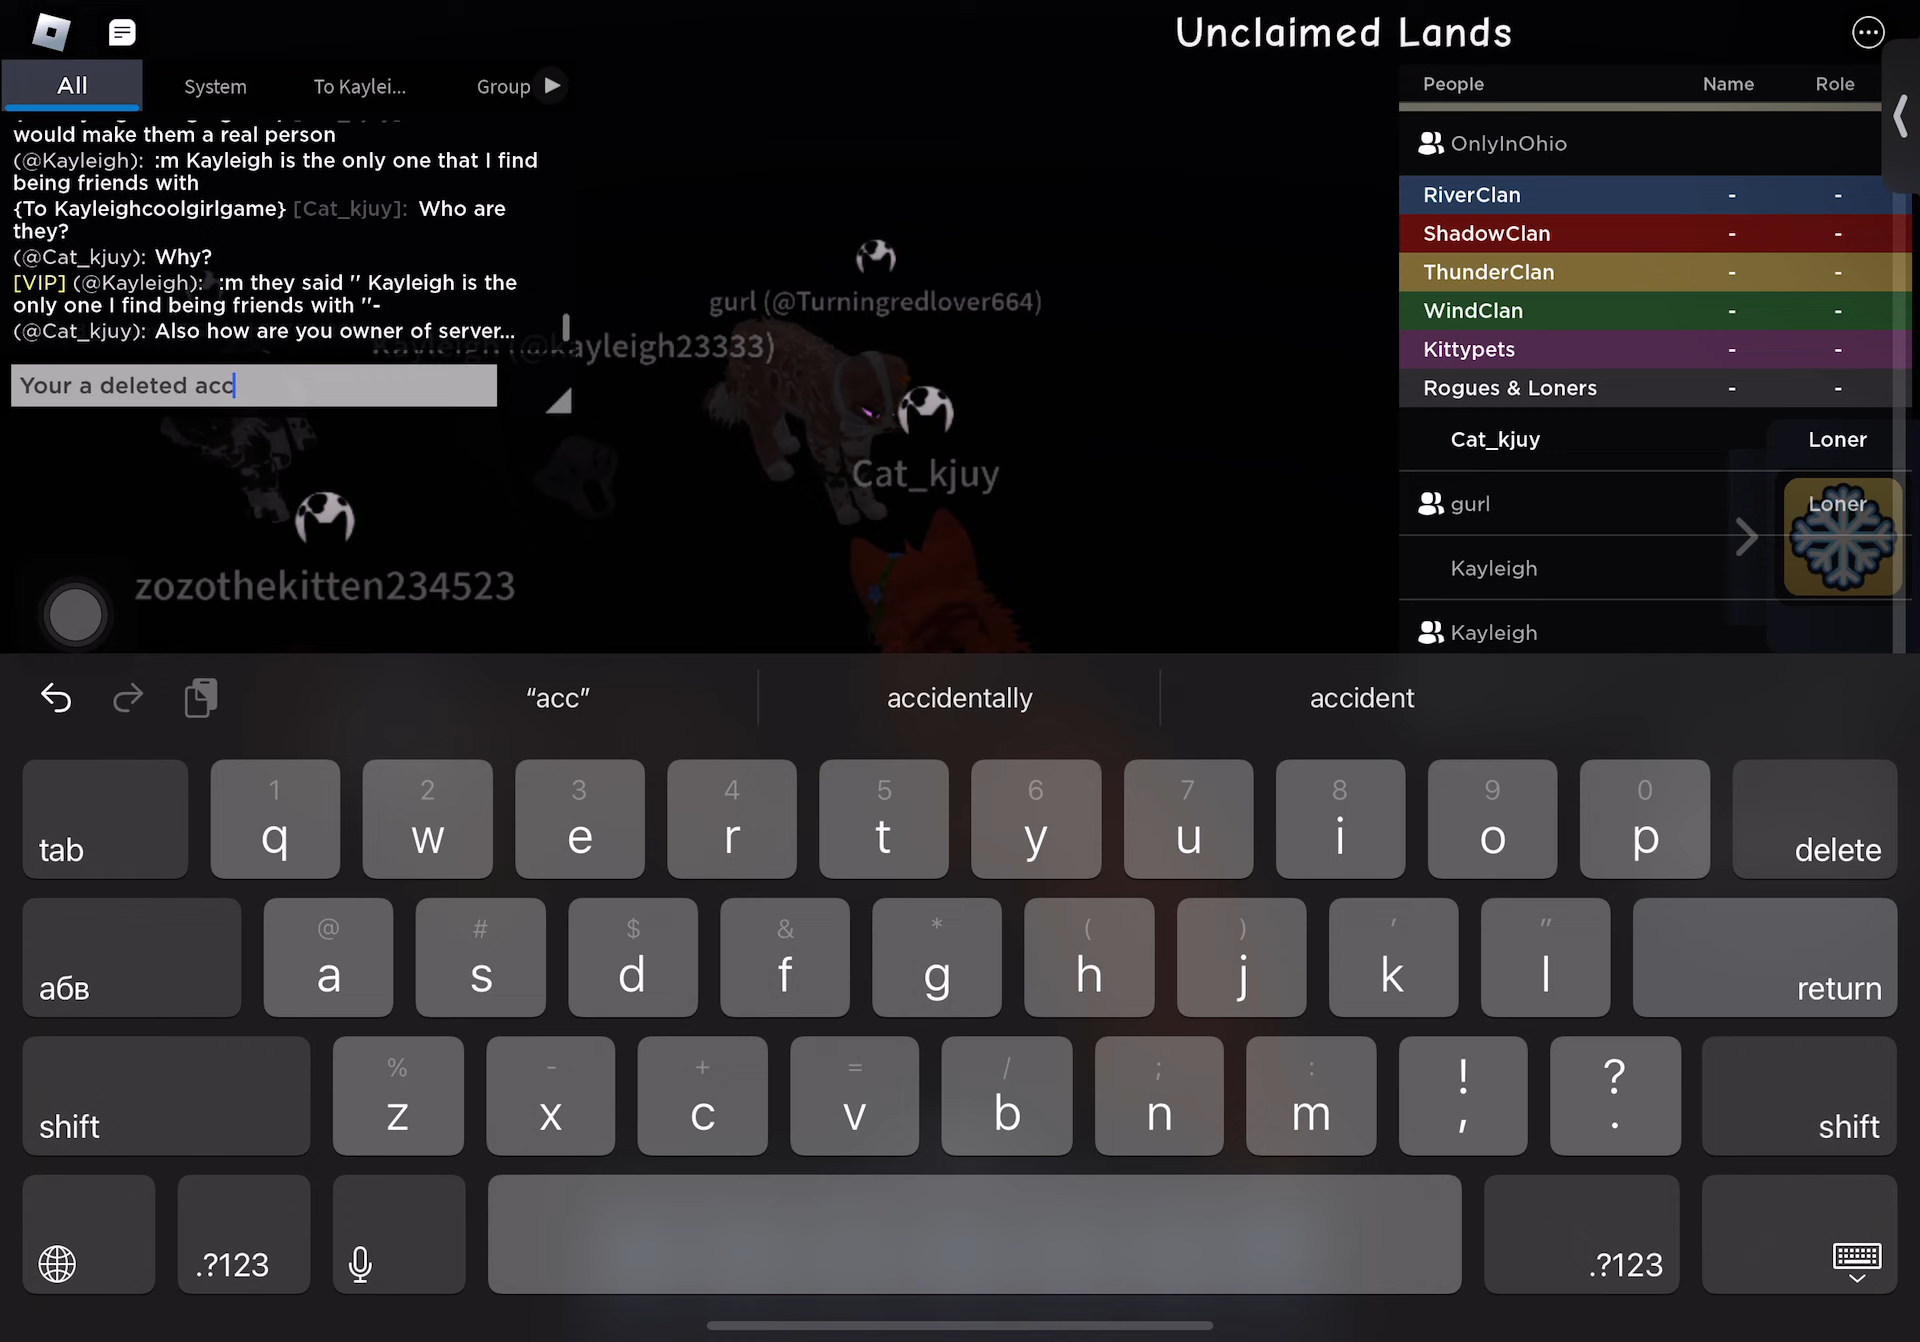 Unclaimed Lands
All
System
To Kaylei...
Group
would make them a real person
(@Kayleigh): :m Kayleigh is the only one that I find
being friends with
{To Kayleighcoolgirlgame} [Cat_kjuy]: Who are
they?
(@Cat_kjuy): Why?
[VIP] (@Kayleigh): :m they said " Kayleigh is the
only one I find being friends with "-
(@Cat_kjuy): Also how are you owner of server...
Your a deleted acc
gurl (@Turningredlover664)
Kayleigh (@kayleigh23333)
Cat_kjuy
zozothekitten234523
People Name Role
OnlyInOhio
RiverClan - -
ShadowClan - -
ThunderClan - -
WindClan - -
Kittypets - -
Rogues & Loners - -
Cat_kjuy Loner
gurl Loner
Kayleigh
Kayleigh
“acc” accidentally accident
1 2 3 4 5 6 7 8 9 0
tab q w e r t y u i o p delete
@ # $ & * ( ) ' "
абв a s d f g h j k l return
% - + = / ; : ! ?
shift z x c v b n m , . shift
.?123 .?123